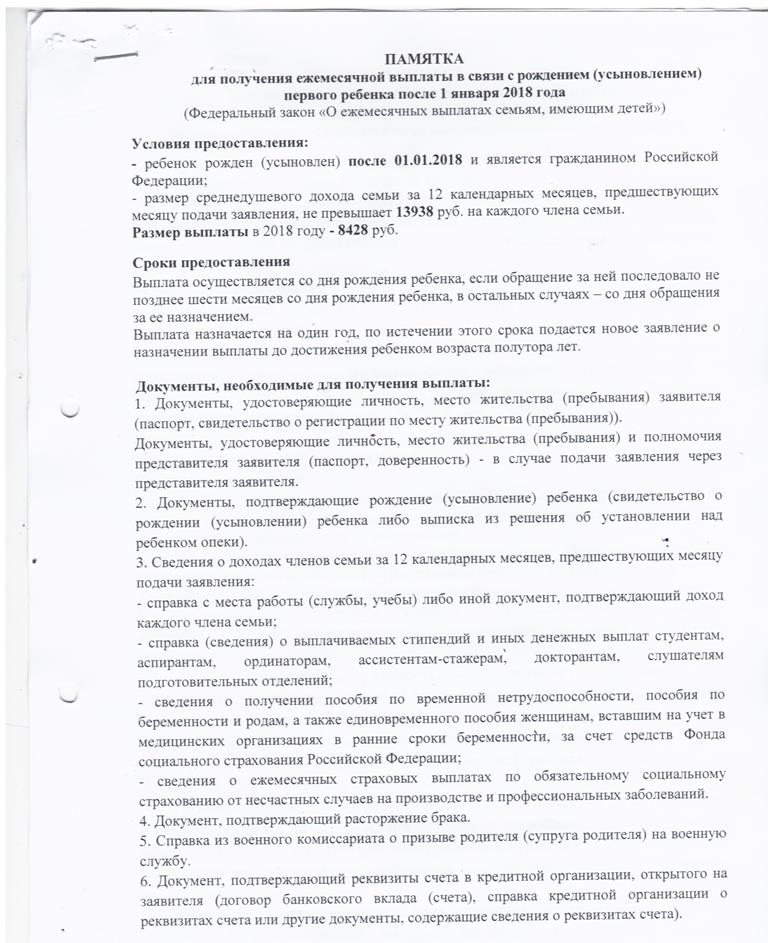 ПАМЯТКА
для получения ежемесячной выплаты в связи с рождением (усыновлением)
первого ребенка после 1 января 2018 года
(Федеральный закон «О ежемесячных выплатах семьям, имеющим детей»)
Условия предоставления:
- ребенок рожден (усыновлен) после 01.01.2018 и является гражданином Российской
Федерации;
- размер среднедушевого дохода семьи за 12 календарных месяцев, предшествующих
месяцу подачи заявления, не превышает 13938 руб. на каждого члена семьи.
Размер выплаты в 2018 году - 8428 руб.
Сроки предоставления
Выплата осуществляется со дня рождения ребенка, если обращение за ней последовало не
позднее шести месяцев со дня рождения ребенка, в остальных случаях – со дня обращения
за ее назначением.
Выплата назначается на один год, по истечении этого срока подается новое заявление о
назначении выплаты до достижения ребенком возраста полутора лет.
Документы, необходимые для получения выплаты:
1. Документы, удостоверяющие личность, место жительства (пребывания) заявителя
(паспорт, свидетельство о регистрации по месту жительства (пребывания)).
Документы, удостоверяющие личность, место жительства (пребывания) и полномочия
представителя заявителя (паспорт, доверенность) - в случае подачи заявления через
представителя заявителя.
2. Документы, подтверждающие рождение (усыновление) ребенка (свидетельство о
рождении (усыновлении) ребенка либо выписка из решения об установлении над
ребенком опеки).
3. Сведения о доходах членов семьи за 12 календарных месяцев, предшествующих месяцу
подачи заявления:
- справка с места работы (службы, учебы) либо иной документ, подтверждающий доход
каждого члена семьи;
- справка (сведения) о выплачиваемых стипендий и иных денежных выплат студентам,
аспирантам, ординаторам, ассистентам-стажерам, докторантам, слушателям
подготовительных отделений;
- сведения о получении пособия по временной нетрудоспособности, пособия по
беременности и родам, а также единовременного пособия женщинам, вставшим на учет в
медицинских организациях в ранние сроки беременности, за счет средств Фонда
социального страхования Российской Федерации;
- сведения о ежемесячных страховых выплатах по обязательному социальному
страхованию от несчастных случаев на производстве и профессиональных заболеваний.
4. Документ, подтверждающий расторжение брака.
5. Справка из военного комиссариата о призыве родителя (супруга родителя) на военную
службу.
6. Документ, подтверждающий реквизиты счета в кредитной организации, открытого на
заявителя (договор банковского вклада (счета), справка кредитной организации о
реквизитах счета или другие документы, содержащие сведения о реквизитах счета).